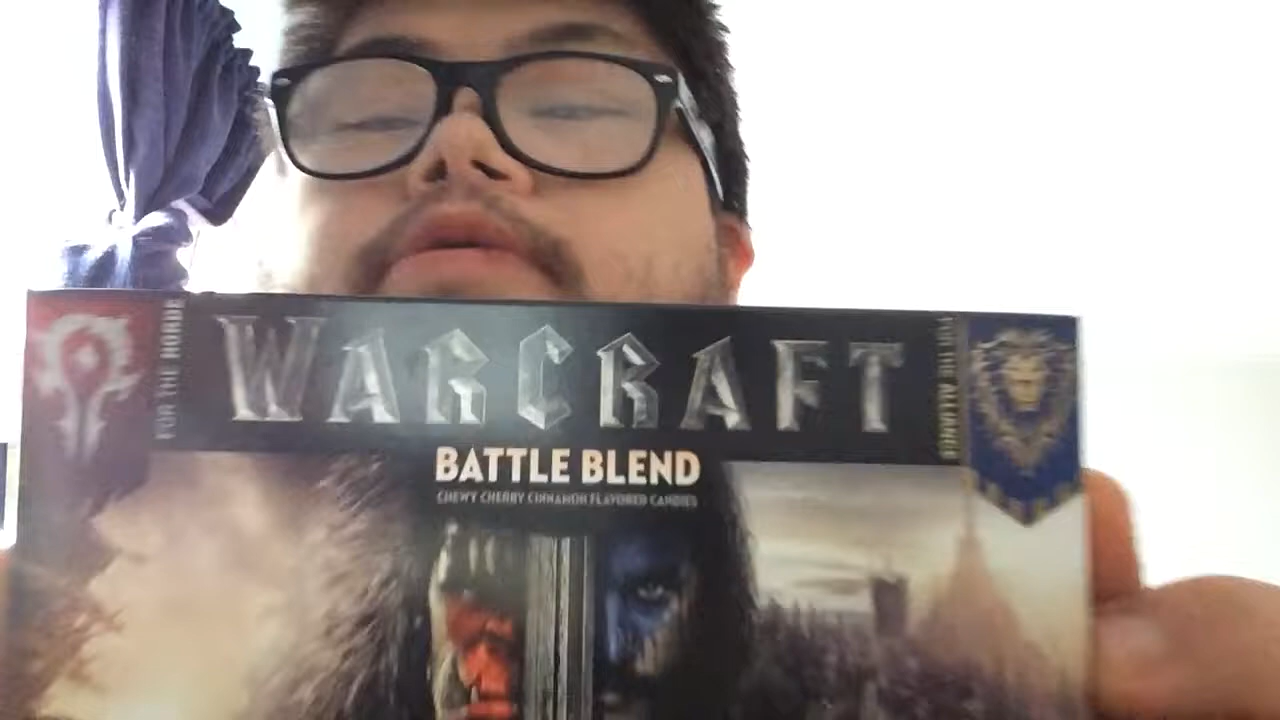 FOR THE HORDE
WARCRAFT
FOR THE ALLIANCE
BATTLE BLEND
CHEWY CHERRY CINNAMON FLAVORED CANDIES